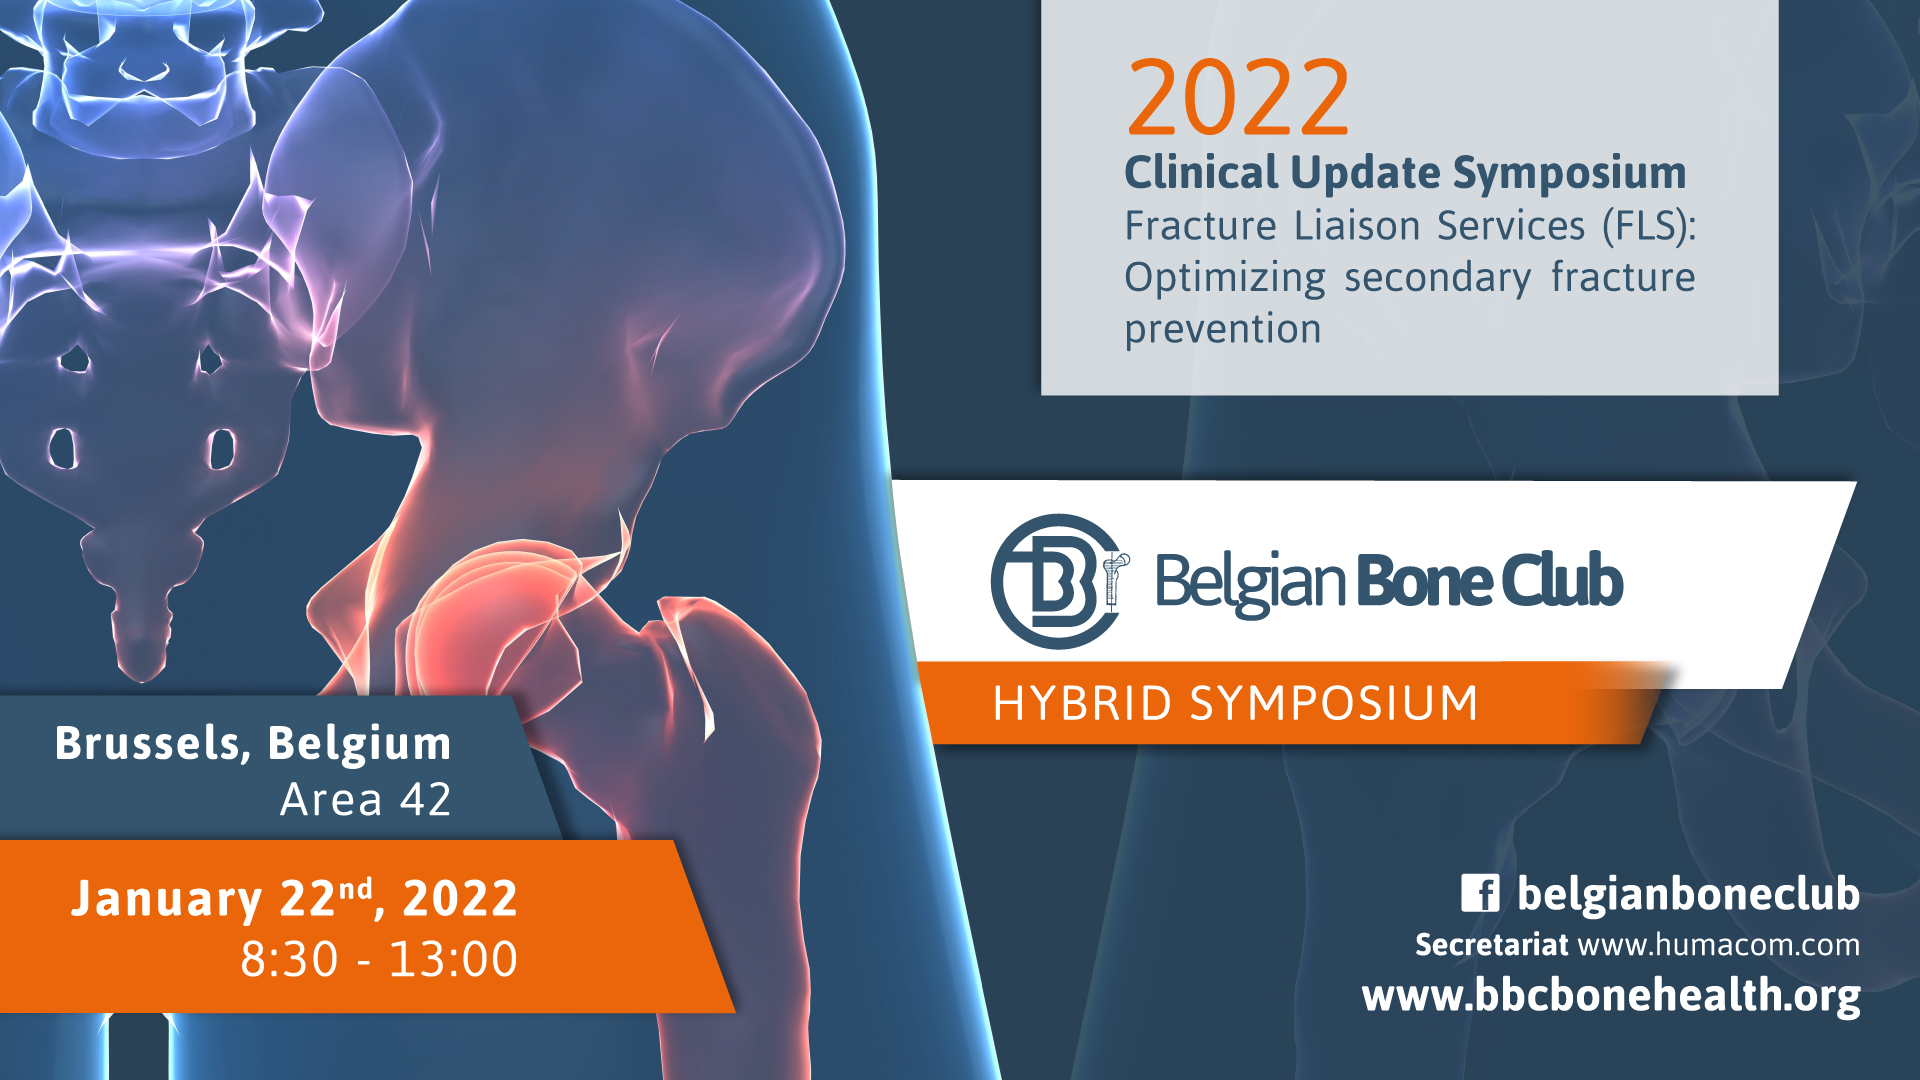 2022
Clinical Update Symposium
Fracture Liaison Services (FLS):
Optimizing secondary fracture
prevention
Belgian Bone Club
HYBRID SYMPOSIUM
Brussels, Belgium
Area 42
January 22nd, 2022
8:30 - 13:00
belgianboneclub
Secretariat www.humacom.com
www.bbcbonehealth.org